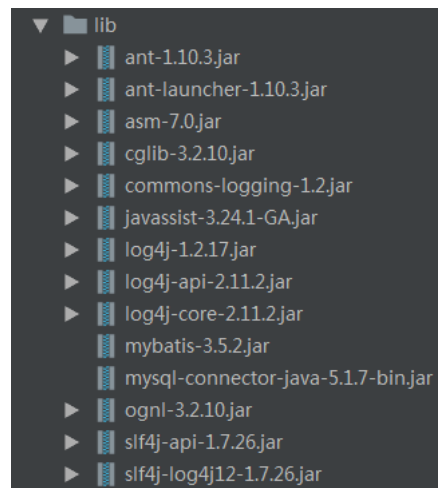 lib
ant-1.10.3.jar
ant-launcher-1.10.3.jar
asm-7.0.jar
cglib-3.2.10.jar
commons-logging-1.2.jar
javassist-3.24.1-GA.jar
log4j-1.2.17.jar
log4j-api-2.11.2.jar
log4j-core-2.11.2.jar
mybatis-3.5.2.jar
mysql-connector-java-5.1.7-bin.jar
ognl-3.2.10.jar
slf4j-api-1.7.26.jar
slf4j-log4j12-1.7.26.jar